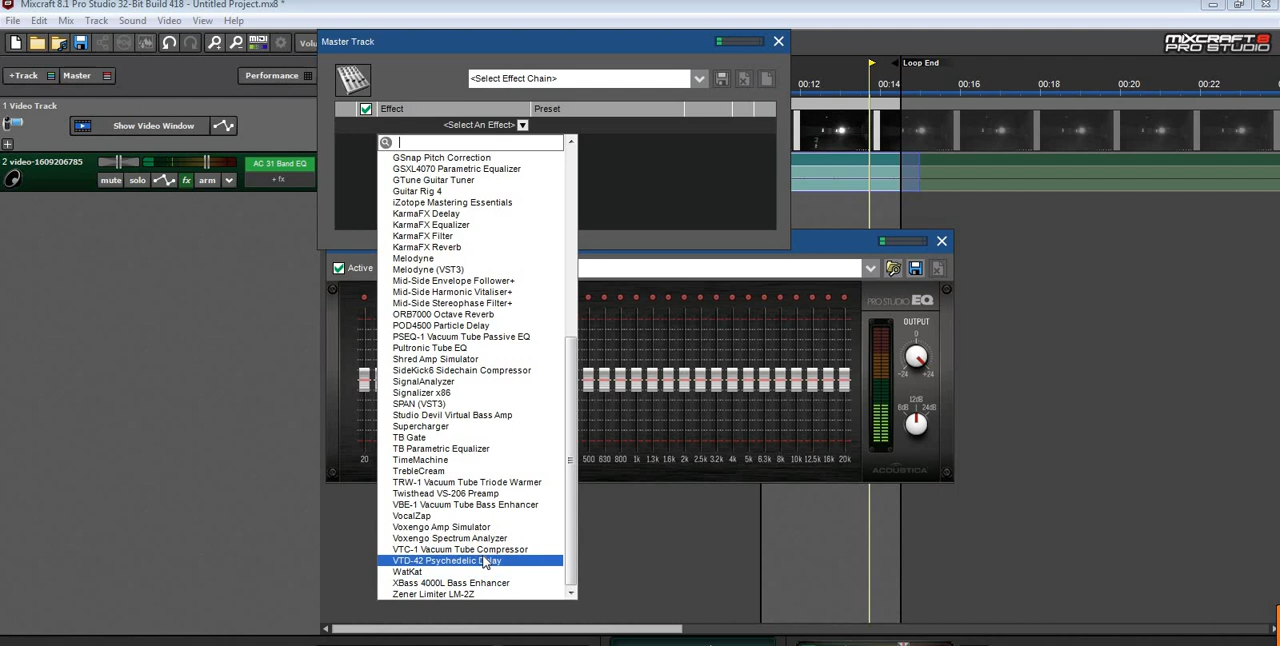 Mixcraft 8.1 Pro Studio 32-Bit Build 418 - Untitled Project.mx8 *
File Edit Mix Track Sound Video View Help
Volu
MIXCRAFT 8
PRO STUDIO
+Track Master Performance
Master Track
<Select Effect Chain>
Effect Preset
<Select An Effect>
Loop End
00:12 00:14 00:16 00:18 00:20 00:22
1 Video Track
Show Video Window
2 video-1609206785
AC 31 Band EQ
mute solo fx arm + fx
GSnap Pitch Correction
GSXL4070 Parametric Equalizer
GTune Guitar Tuner
Guitar Rig 4
iZotope Mastering Essentials
KarmaFX Deelay
KarmaFX Equalizer
KarmaFX Filter
KarmaFX Reverb
Melodyne
Melodyne (VST3)
Mid-Side Envelope Follower+
Mid-Side Harmonic Vitaliser+
Mid-Side Stereophase Filter+
ORB7000 Octave Reverb
POD4500 Particle Delay
PSEQ-1 Vacuum Tube Passive EQ
Pultronic Tube EQ
Shred Amp Simulator
SideKick6 Sidechain Compressor
SignalAnalyzer
Signalizer x86
SPAN (VST3)
Studio Devil Virtual Bass Amp
Supercharger
TB Gate
TB Parametric Equalizer
TimeMachine
TrebleCream
TRW-1 Vacuum Tube Triode Warmer
Twisthead VS-206 Preamp
VBE-1 Vacuum Tube Bass Enhancer
VocalZap
Voxengo Amp Simulator
Voxengo Spectrum Analyzer
VTC-1 Vacuum Tube Compressor
VTD-42 Psychedelic Delay
WatKat
XBass 4000L Bass Enhancer
Zener Limiter LM-2Z
Active
PRO STUDIO EQ
OUTPUT
0
-24 +24
12dB
6dB 24dB
20 500 630 800 1k 1.3k 1.6k 2k 2.5k 3.2k 4k 5k 6.3k 8k 10k 12.5k 16k 20k
ACOUSTICA